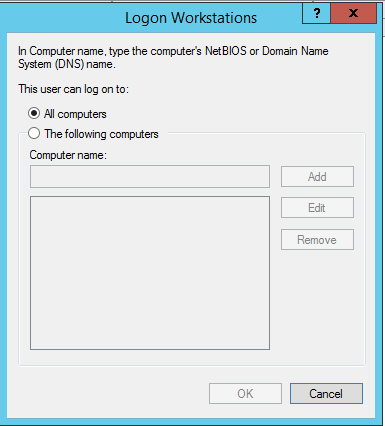 Logon Workstations
?
x
In Computer name, type the computer's NetBIOS or Domain Name
System (DNS) name.
This user can log on to:
All computers
The following computers
Computer name:
Add
Edit
Remove
OK
Cancel